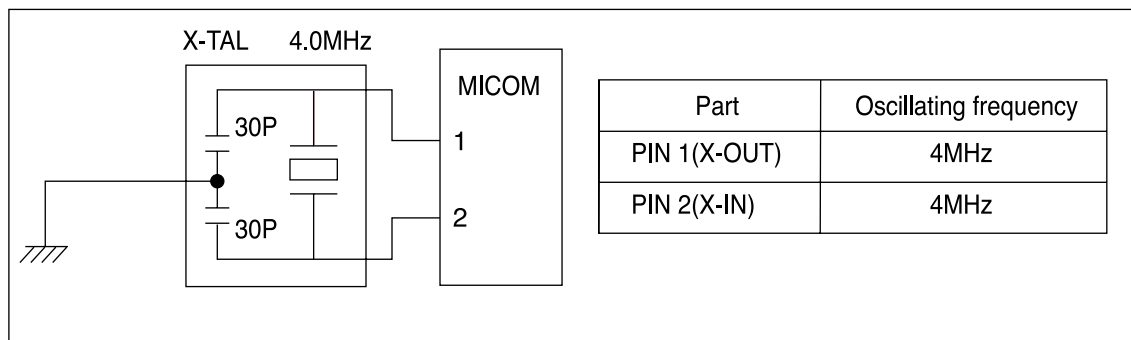 X-TAL 4.0MHz
MICOM
30P
1
30P
2
Part Oscillating frequency
PIN 1(X-OUT) 4MHz
PIN 2(X-IN) 4MHz